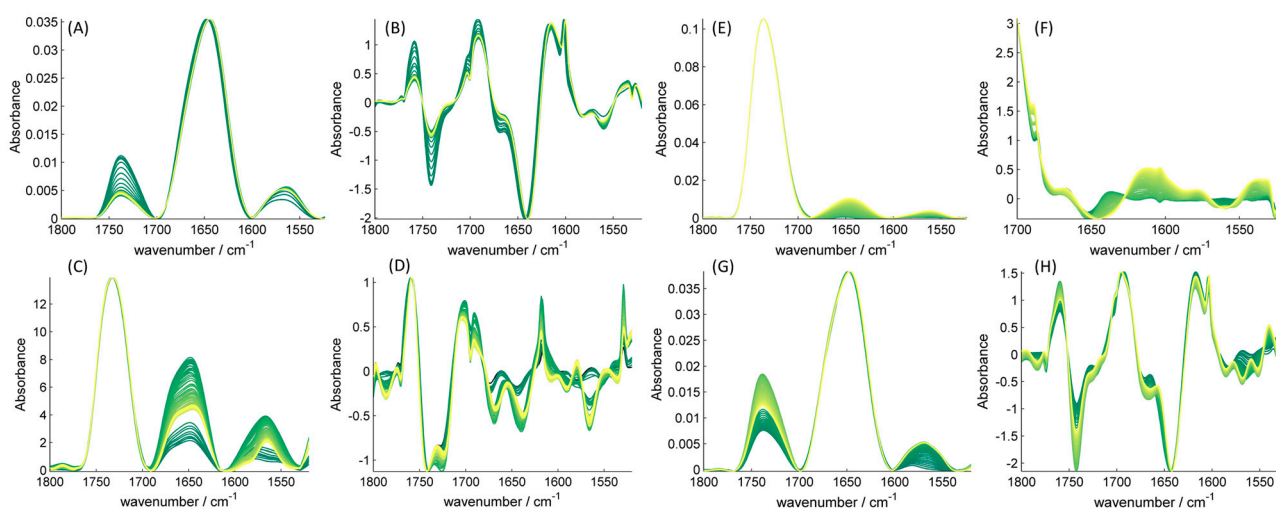 (A)
0.035
0.03
0.025
0.02
0.015
0.01
0.005
0
Absorbance
1800 1750 1700 1650 1600 1550
wavenumber / cm⁻¹
(B)
1
0.5
0
-0.5
-1
-1.5
-2
Absorbance
1800 1750 1700 1650 1600 1550
wavenumber / cm⁻¹
(E)
0.1
0.08
0.06
0.04
0.02
0
Absorbance
1800 1750 1700 1650 1600 1550
wavenumber / cm⁻¹
(F)
3
2.5
2
1.5
1
0.5
0
Absorbance
1700 1650 1600 1550
wavenumber / cm⁻¹
(C)
12
10
8
6
4
2
0
Absorbance
1800 1750 1700 1650 1600 1550
wavenumber / cm⁻¹
(D)
1
0.5
0
-0.5
-1
Absorbance
1800 1750 1700 1650 1600 1550
wavenumber / cm⁻¹
(G)
0.035
0.03
0.025
0.02
0.015
0.01
0.005
0
Absorbance
1800 1750 1700 1650 1600 1550
wavenumber / cm⁻¹
(H)
1.5
1
0.5
0
-0.5
-1
-1.5
-2
Absorbance
1800 1750 1700 1650 1600 1550
wavenumber / cm⁻¹